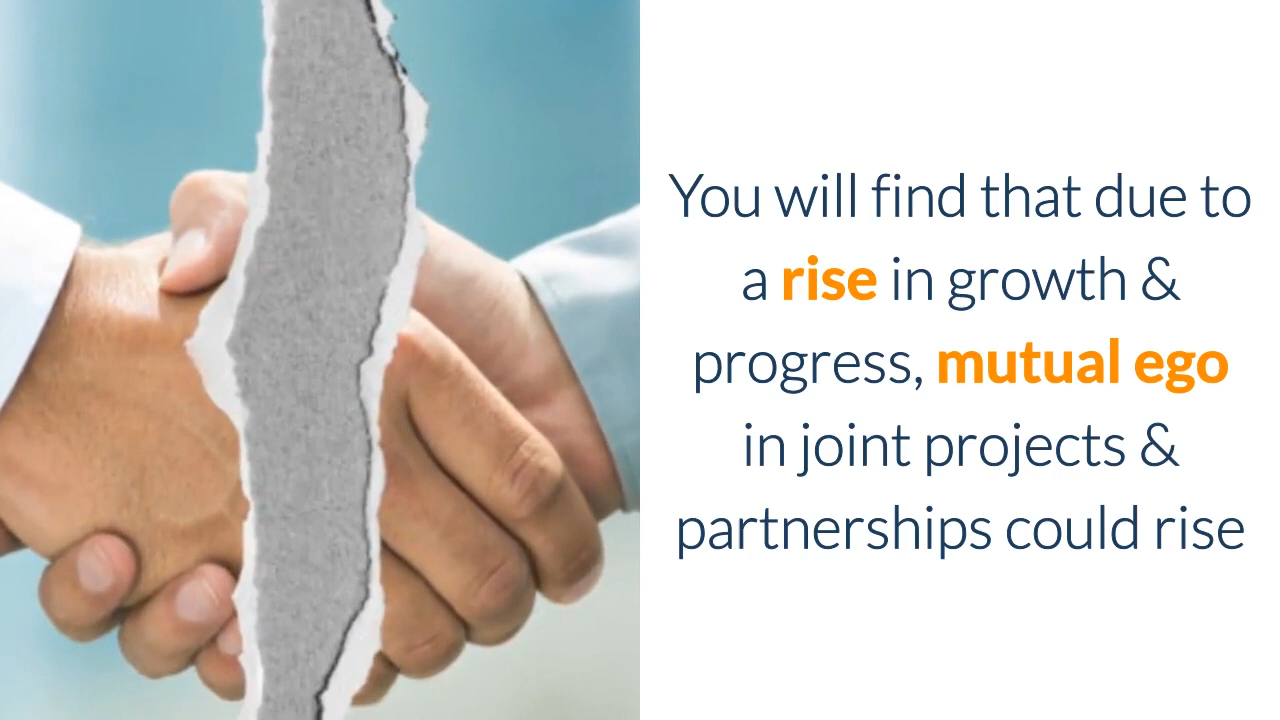 You will find that due to
a rise in growth &
progress, mutual ego
in joint projects &
partnerships could rise